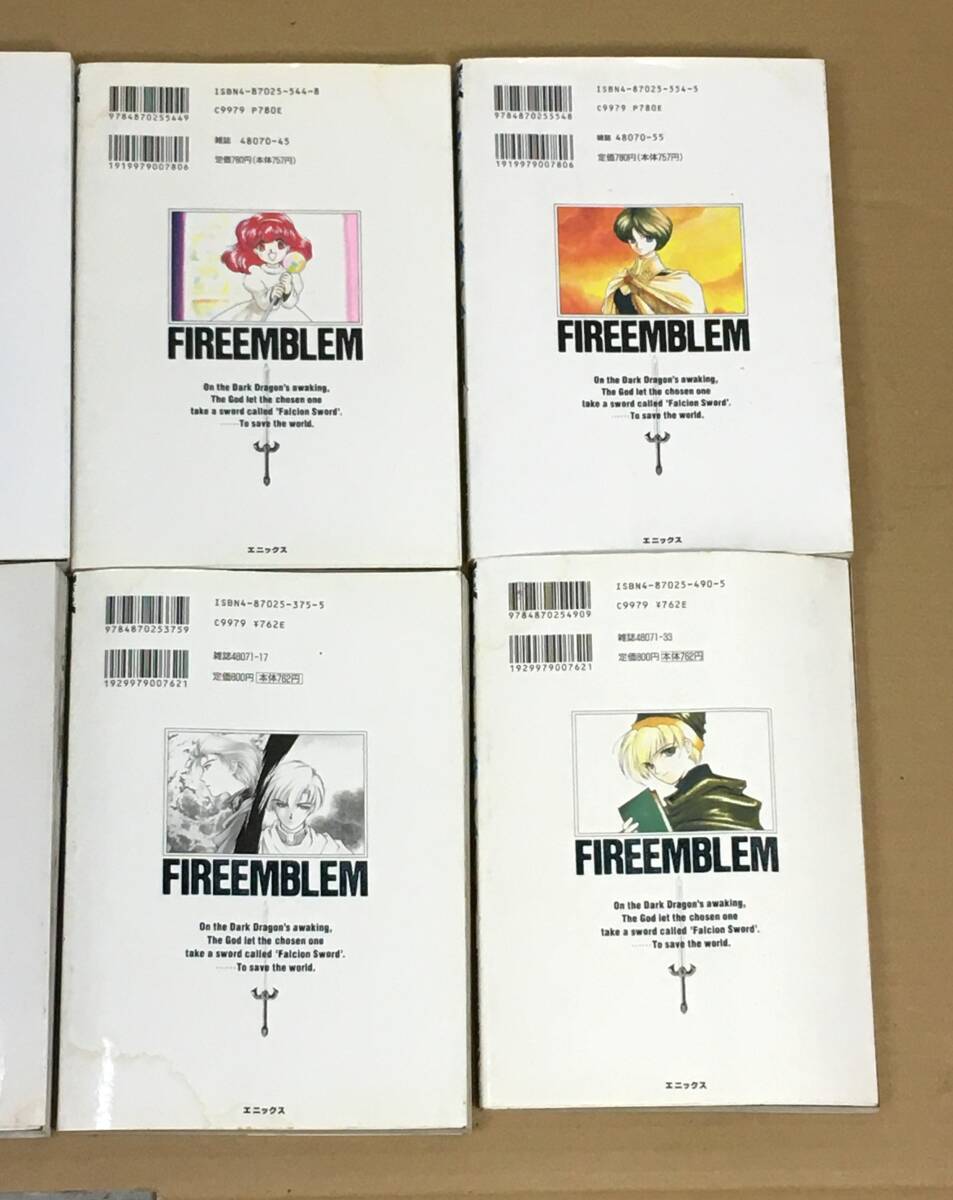 ISBN4-87025-544-8
C9979 P780E
9784870255449
雑誌 48070-45
定価780円(本体757円)
1919979007806
FIREEMBLEM
On the Dark Dragon's awaking,
The God let the chosen one
take a sword called 'Falcion Sword'.
······To save the world.
エニックス
ISBN4-87025-554-5
C9979 P780E
9784870255548
雑誌 48070-55
定価780円(本体757円)
1919979007806
FIREEMBLEM
On the Dark Dragon's awaking,
The God let the chosen one
take a sword called 'Falcion Sword'.
······To save the world.
エニックス
ISBN4-87025-375-5
C9979 ¥762E
9784870253759
雑誌48071-17
定価800円 本体762円
1929979007621
FIREEMBLEM
On the Dark Dragon's awaking,
The God let the chosen one
take a sword called 'Falcion Sword'.
······To save the world.
エニックス
ISBN4-87025-490-5
C9979 ¥762E
9784870254909
雑誌48071-33
定価800円 本体762円
1929979007621
FIREEMBLEM
On the Dark Dragon's awaking,
The God let the chosen one
take a sword called 'Falcion Sword'.
······To save the world.
エニックス